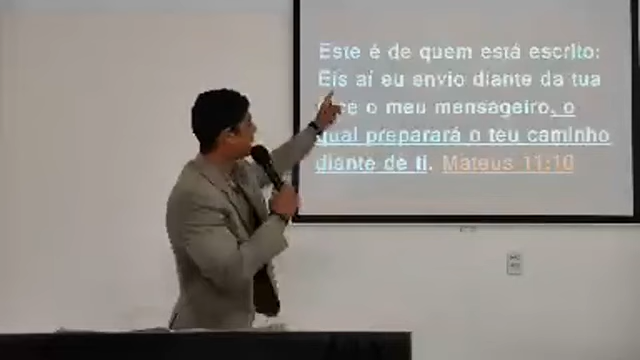 Este é de quem está escrito:
Eis aí eu envio diante da tua
o meu mensageiro, o
qual preparará o teu caminho
diante de ti. Mateus 11:10